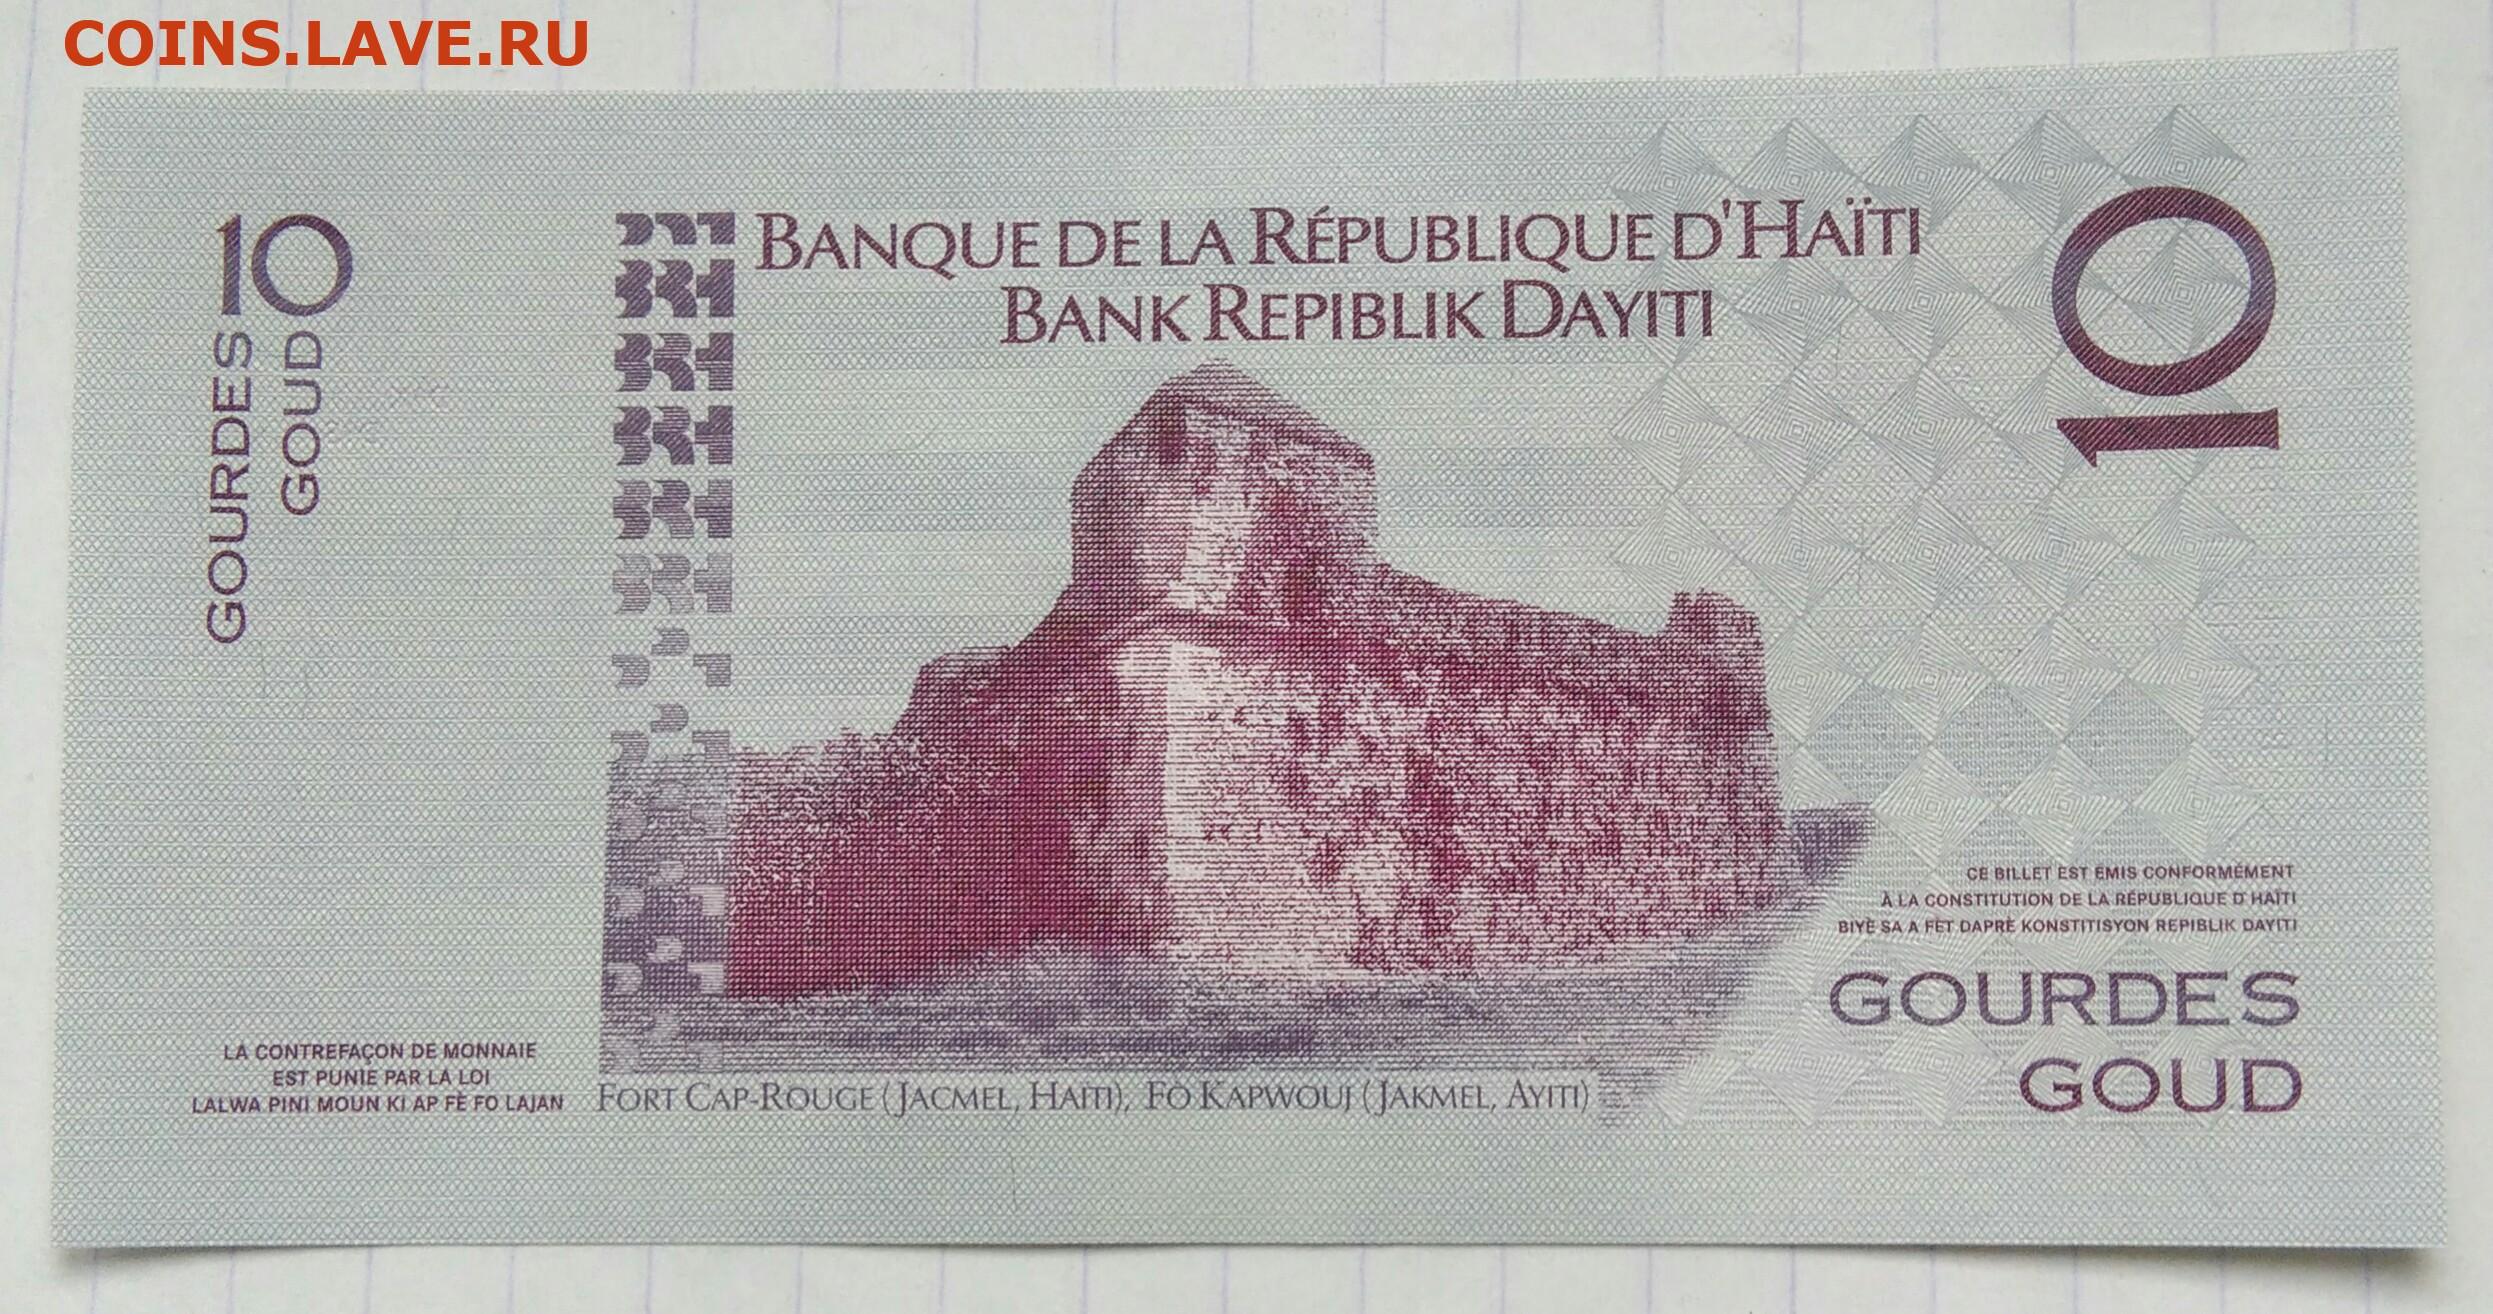 COINS.LAVE.RU
10
GOURDES
GOUD
BANQUE DE LA RÉPUBLIQUE D'HAÏTI
BANK REPIBLIK DAYITI
10
CE BILLET EST ÉMIS CONFORMÉMENT
À LA CONSTITUTION DE LA RÉPUBLIQUE D'HAÏTI
BIYÈ SA A FÈT DAPRÈ KONSTITISYON REPIBLIK DAYITI
GOURDES
GOUD
LA CONTREFAÇON DE MONNAIE
EST PUNIE PAR LA LOI
LALWA PINI MOUN KI AP FÈ FO LAJAN
FORT CAP-ROUGE (JACMEL, HAÏTI), FÒ KAPWOUJ (JAKMEL, AYITI)